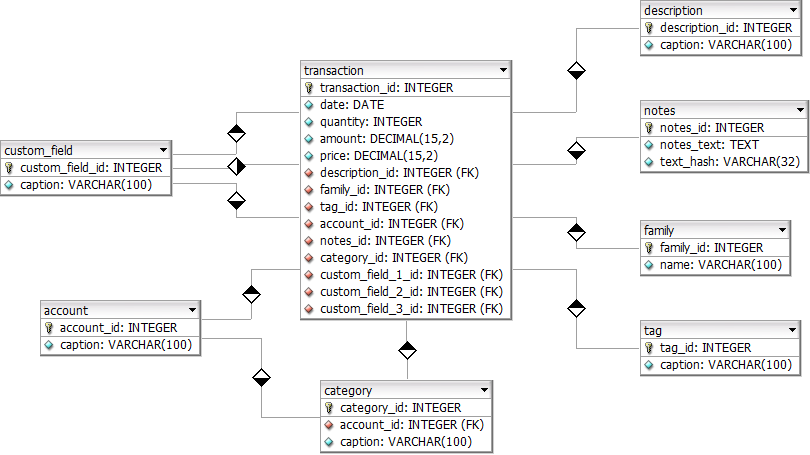 description
description_id: INTEGER
caption: VARCHAR(100)
transaction
transaction_id: INTEGER
date: DATE
quantity: INTEGER
amount: DECIMAL(15,2)
price: DECIMAL(15,2)
description_id: INTEGER (FK)
family_id: INTEGER (FK)
tag_id: INTEGER (FK)
account_id: INTEGER (FK)
notes_id: INTEGER (FK)
category_id: INTEGER (FK)
custom_field_1_id: INTEGER (FK)
custom_field_2_id: INTEGER (FK)
custom_field_3_id: INTEGER (FK)
notes
notes_id: INTEGER
notes_text: TEXT
text_hash: VARCHAR(32)
custom_field
custom_field_id: INTEGER
caption: VARCHAR(100)
family
family_id: INTEGER
name: VARCHAR(100)
account
account_id: INTEGER
caption: VARCHAR(100)
tag
tag_id: INTEGER
caption: VARCHAR(100)
category
category_id: INTEGER
account_id: INTEGER (FK)
caption: VARCHAR(100)